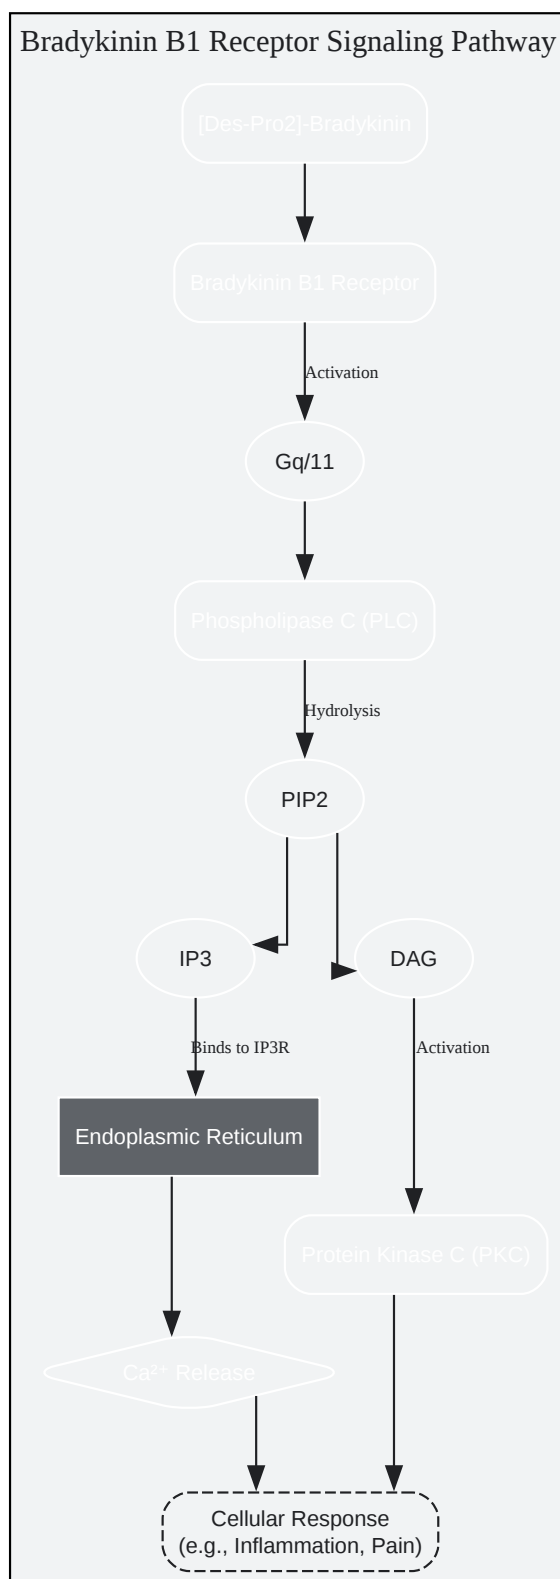 Bradykinin B1 Receptor Signaling Pathway
[Des-Pro2]-Bradykinin
Bradykinin B1 Receptor
Activation
Gq/11
Phospholipase C (PLC)
Hydrolysis
PIP2
IP3
DAG
Binds to IP3R
Activation
Endoplasmic Reticulum
Protein Kinase C (PKC)
Ca²⁺ Release
Cellular Response
(e.g., Inflammation, Pain)